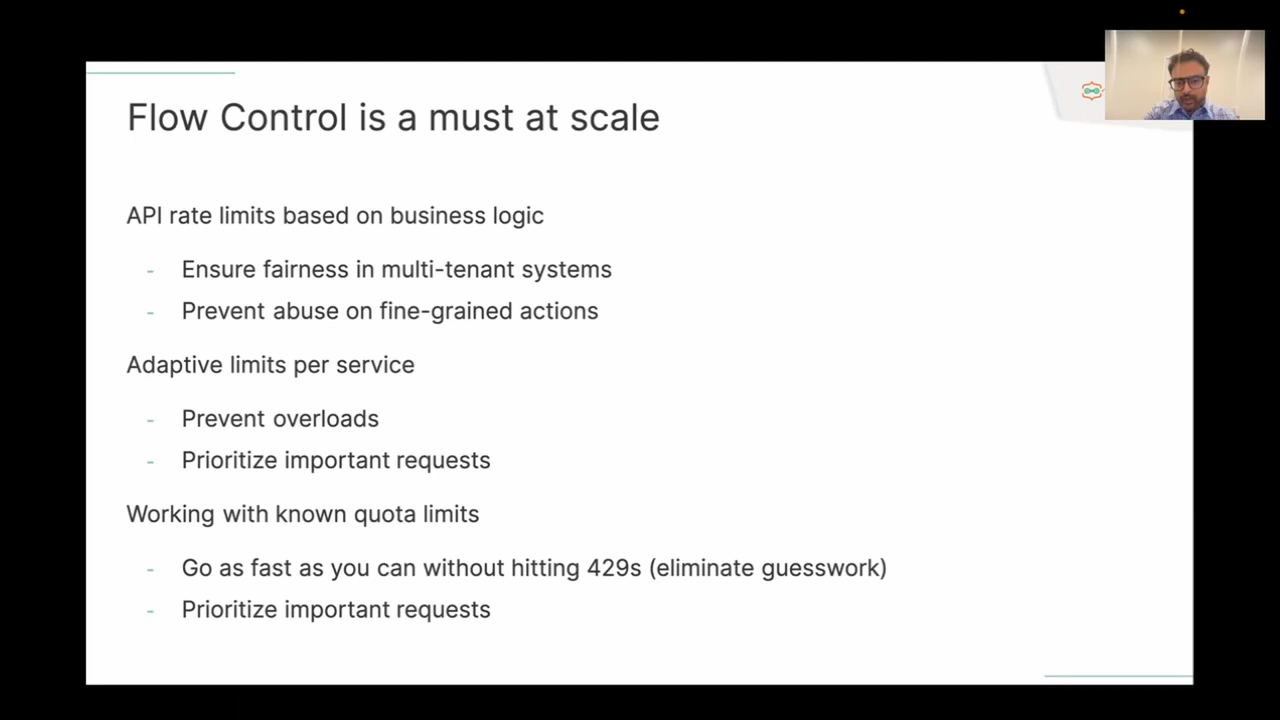 Flow Control is a must at scale
API rate limits based on business logic
- Ensure fairness in multi-tenant systems
- Prevent abuse on fine-grained actions
Adaptive limits per service
- Prevent overloads
- Prioritize important requests
Working with known quota limits
- Go as fast as you can without hitting 429s (eliminate guesswork)
- Prioritize important requests